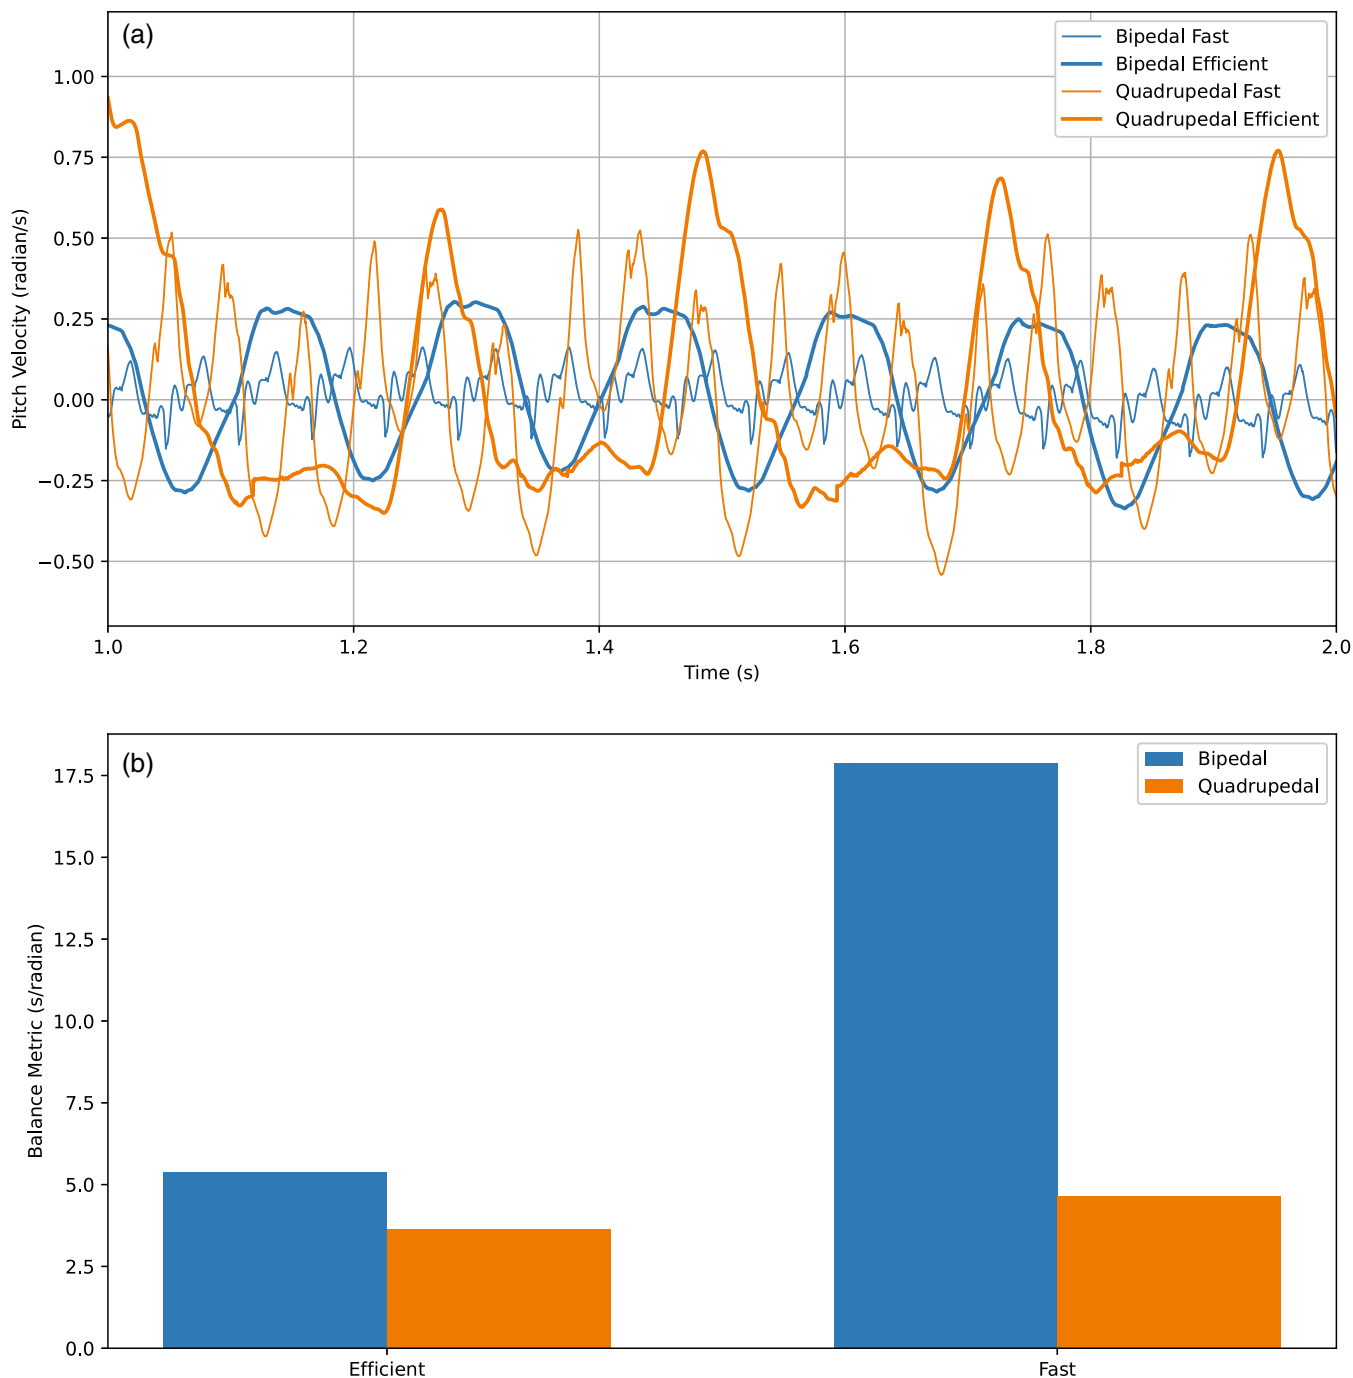 (a)
Bipedal Fast
Bipedal Efficient
Quadrupedal Fast
Quadrupedal Efficient
1.00
0.75
0.50
0.25
0.00
−0.25
−0.50
Pitch Velocity (radian/s)
1.0 1.2 1.4 1.6 1.8 2.0
Time (s)
(b)
Bipedal
Quadrupedal
17.5
15.0
12.5
10.0
7.5
5.0
2.5
0.0
Balance Metric (s/radian)
Efficient Fast